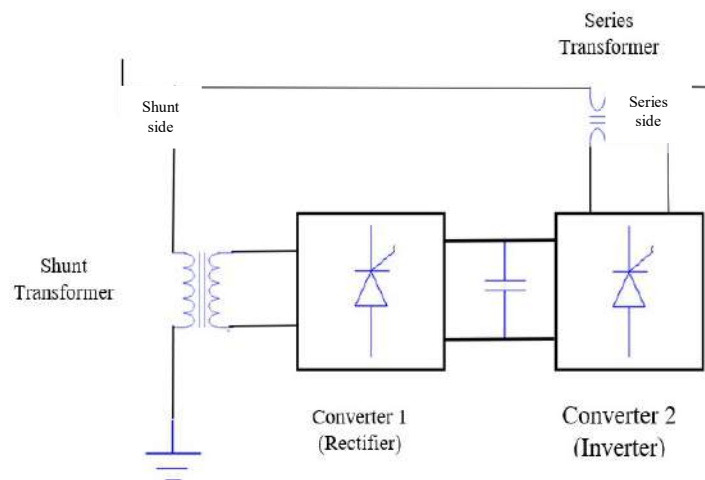 Series
Transformer
Shunt
side
Series
side
Shunt
Transformer
Converter 1
(Rectifier)
Converter 2
(Inverter)